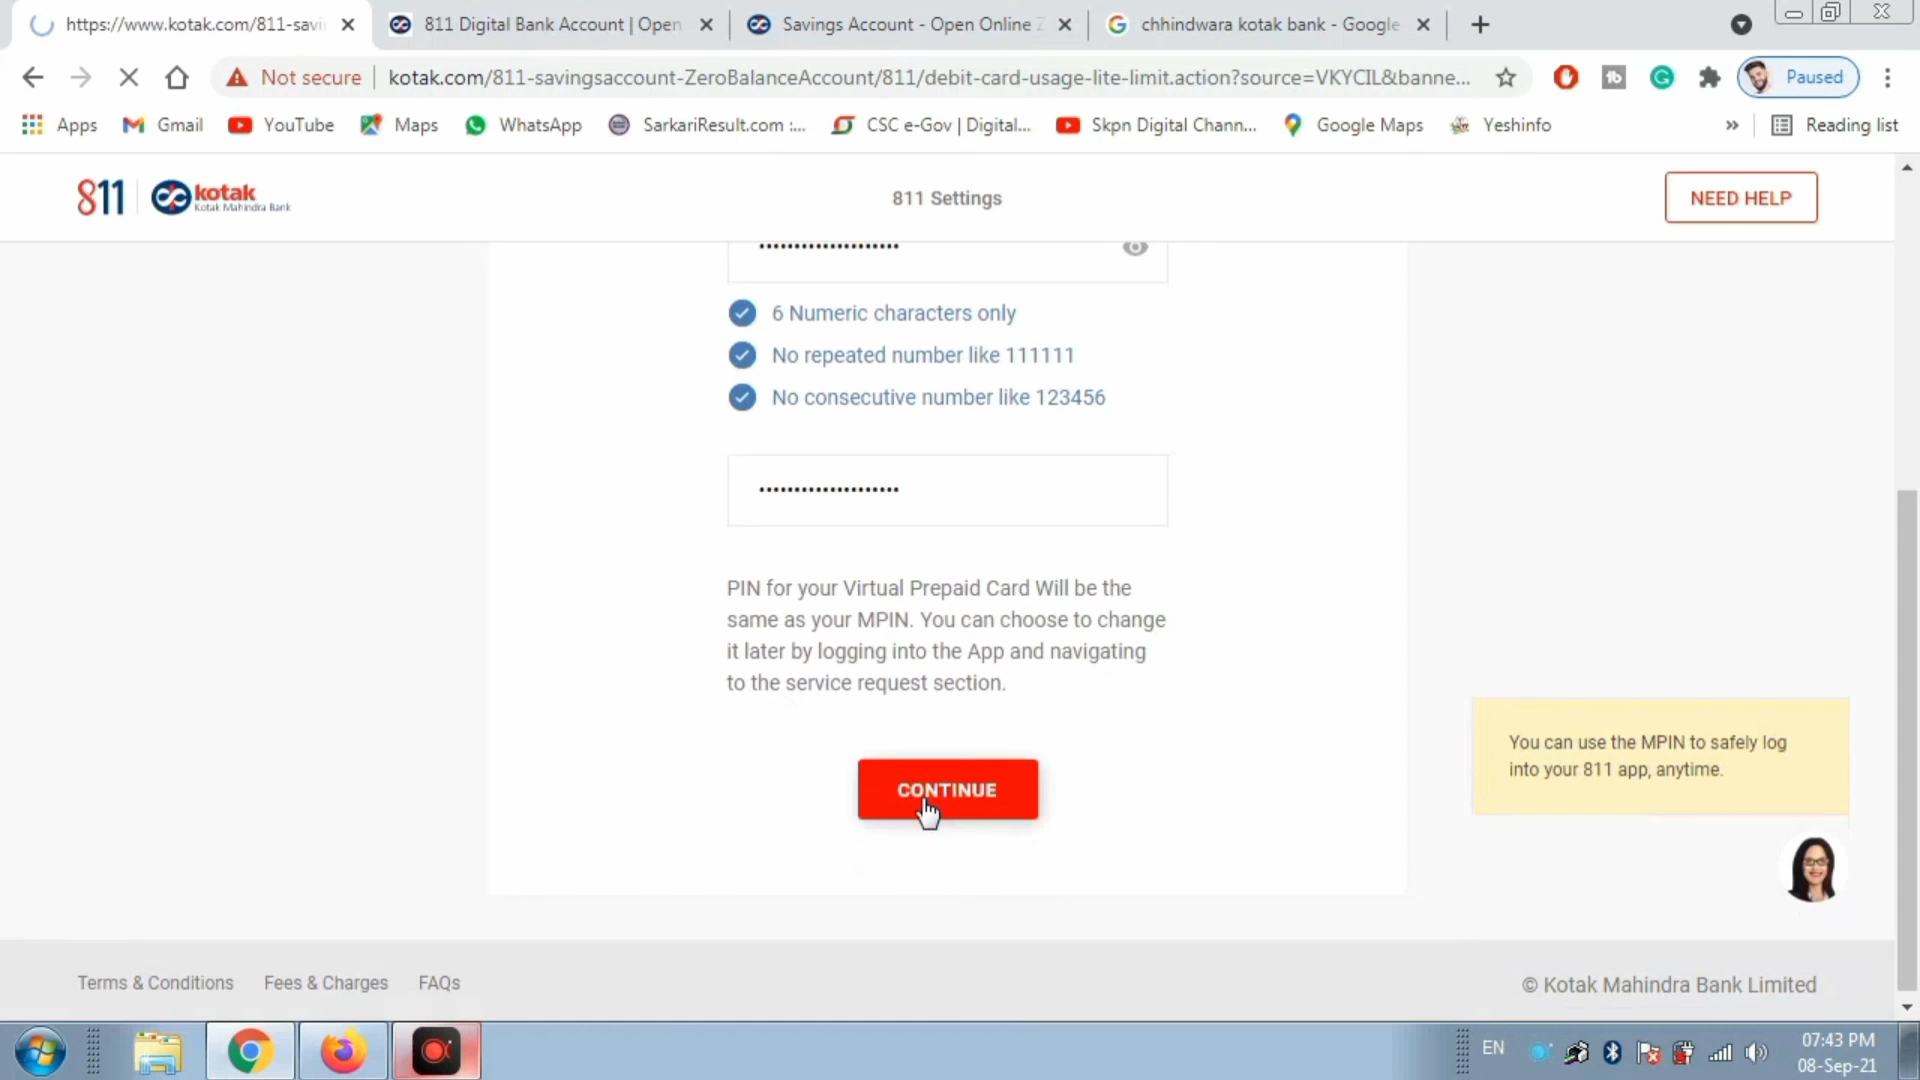 https://www.kotak.com/811-savi
811 Digital Bank Account | Open
Savings Account - Open Online Z
chhindwara kotak bank - Google
Not secure
kotak.com/811-savingsaccount-ZeroBalanceAccount/811/debit-card-usage-lite-limit.action?source=VKYCIL&banne...
Paused
Apps
Gmail
YouTube
Maps
WhatsApp
SarkariResult.com :...
CSC e-Gov | Digital...
Skpn Digital Chann...
Google Maps
Yeshinfo
Reading list
811
kotak
Kotak Mahindra Bank
811 Settings
NEED HELP
••••••••••••••••••••
6 Numeric characters only
No repeated number like 111111
No consecutive number like 123456
••••••••••••••••••••
PIN for your Virtual Prepaid Card Will be the
same as your MPIN. You can choose to change
it later by logging into the App and navigating
to the service request section.
You can use the MPIN to safely log
into your 811 app, anytime.
CONTINUE
Terms & Conditions
Fees & Charges
FAQs
© Kotak Mahindra Bank Limited
EN
07:43 PM
08-Sep-21